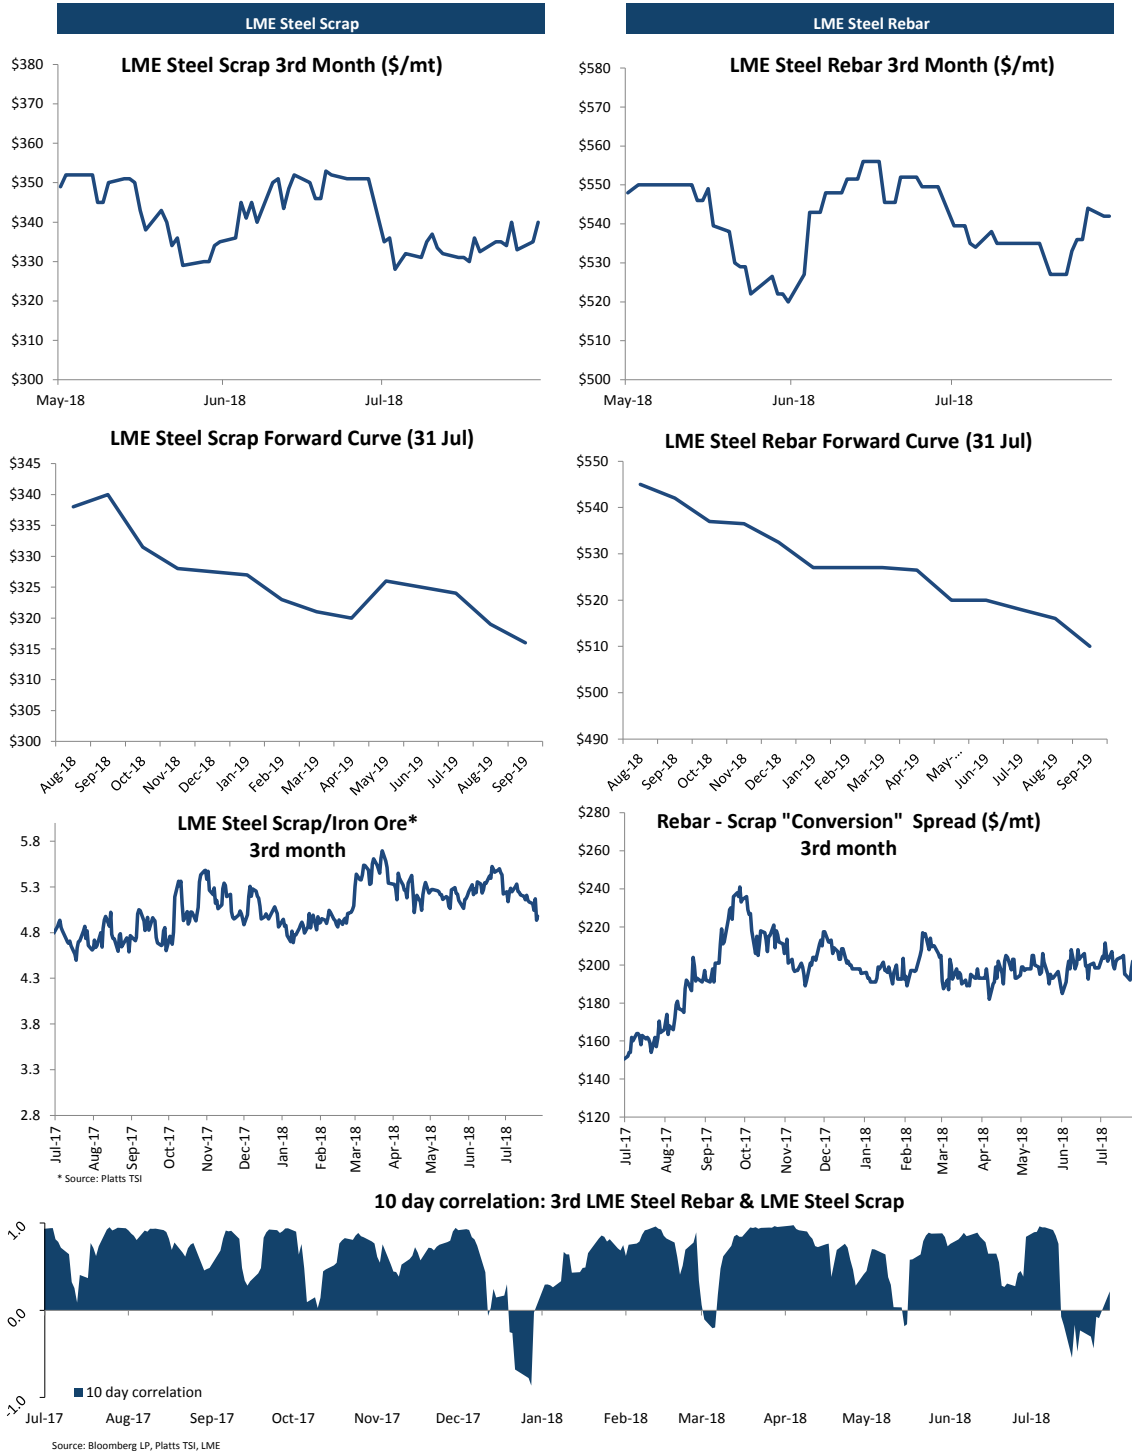 LME Steel Scrap
LME Steel Rebar
LME Steel Scrap 3rd Month ($/mt)
$380
$370
$360
$350
$340
$330
$320
$310
$300
May-18 Jun-18 Jul-18
LME Steel Rebar 3rd Month ($/mt)
$580
$570
$560
$550
$540
$530
$520
$510
$500
May-18 Jun-18 Jul-18
LME Steel Scrap Forward Curve (31 Jul)
$345
$340
$335
$330
$325
$320
$315
$310
$305
$300
Aug-18 Sep-18 Oct-18 Nov-18 Dec-18 Jan-19 Feb-19 Mar-19 Apr-19 May-19 Jun-19 Jul-19 Aug-19 Sep-19
LME Steel Rebar Forward Curve (31 Jul)
$550
$540
$530
$520
$510
$500
$490
Aug-18 Sep-18 Oct-18 Nov-18 Dec-18 Jan-19 Feb-19 Mar-19 Apr-19 May-... Jun-19 Jul-19 Aug-19 Sep-19
LME Steel Scrap/Iron Ore*
3rd month
5.8
5.3
4.8
4.3
3.8
3.3
2.8
Jul-17 Aug-17 Sep-17 Oct-17 Nov-17 Dec-17 Jan-18 Feb-18 Mar-18 Apr-18 May-18 Jun-18 Jul-18
* Source: Platts TSI
Rebar - Scrap "Conversion" Spread ($/mt)
3rd month
$280
$260
$240
$220
$200
$180
$160
$140
$120
Jul-17 Aug-17 Sep-17 Oct-17 Nov-17 Dec-17 Jan-18 Feb-18 Mar-18 Apr-18 May-18 Jun-18 Jul-18
10 day correlation: 3rd LME Steel Rebar & LME Steel Scrap
1.0
0.0
-1.0
10 day correlation
Jul-17 Aug-17 Sep-17 Oct-17 Nov-17 Dec-17 Jan-18 Feb-18 Mar-18 Apr-18 May-18 Jun-18 Jul-18
Source: Bloomberg LP, Platts TSI, LME